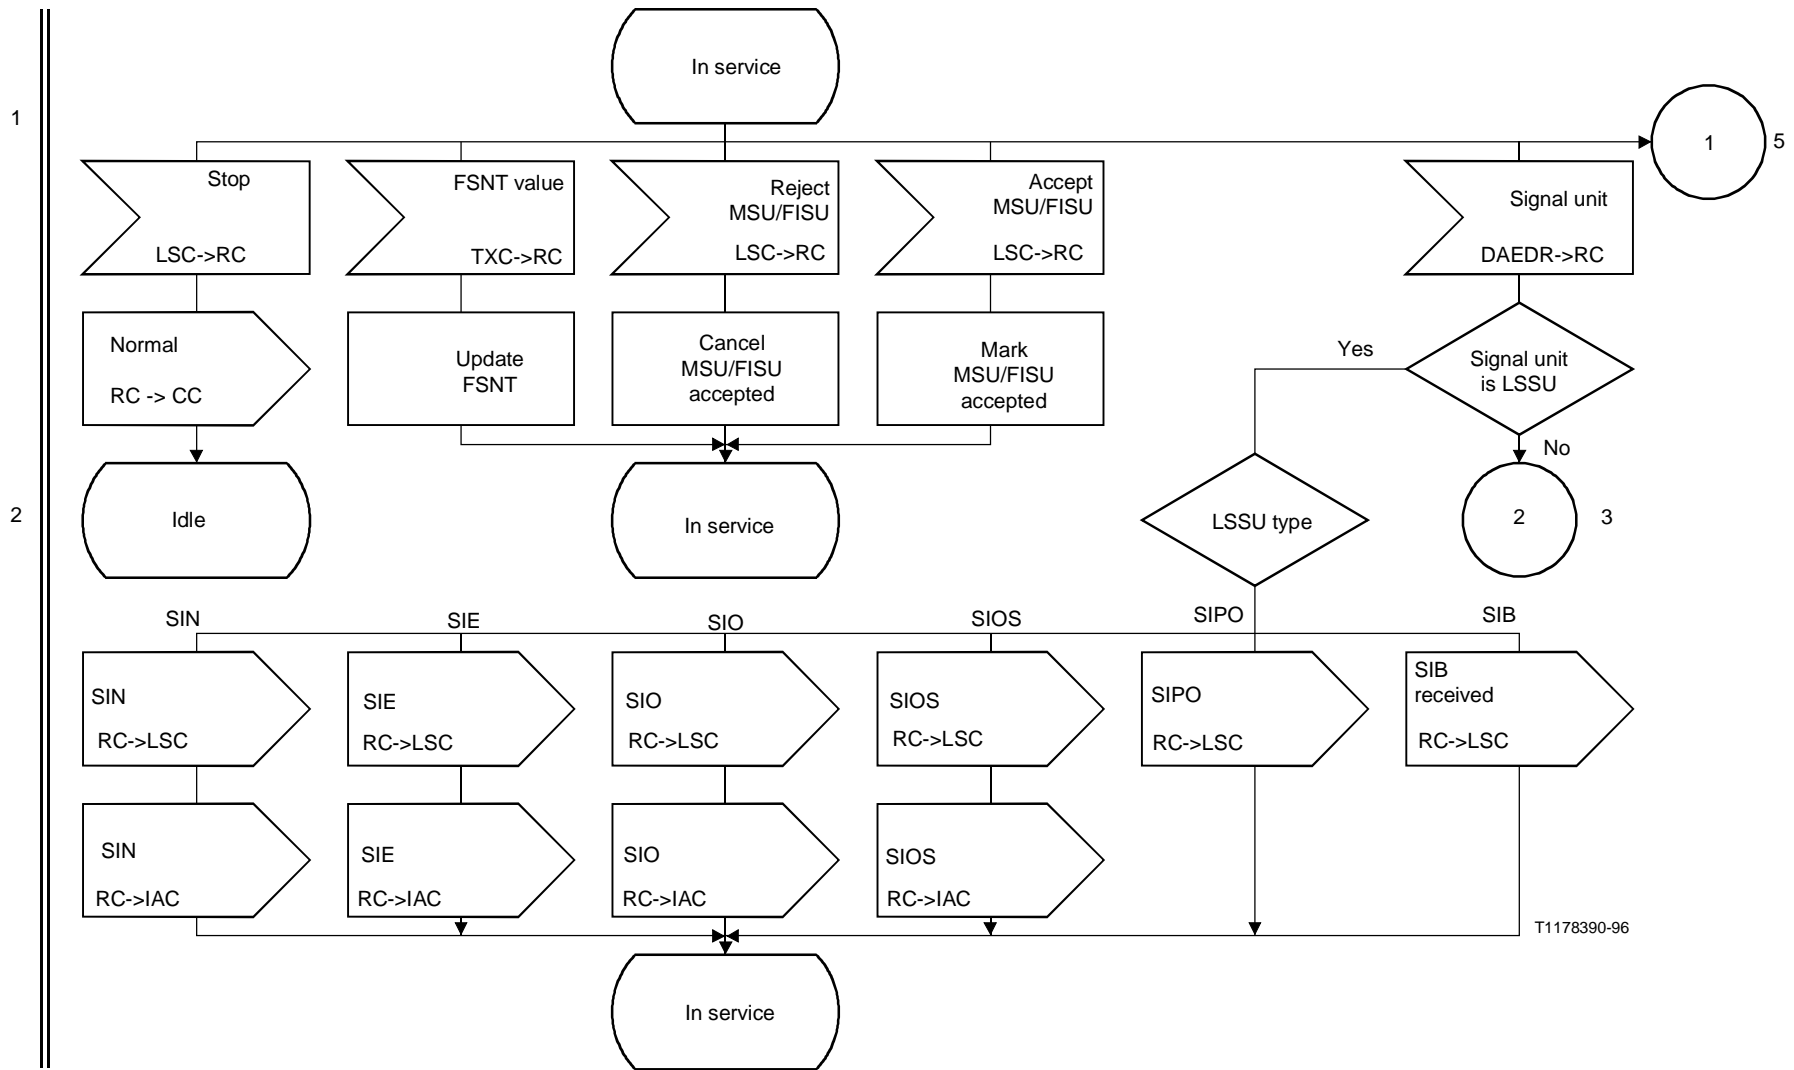 In service
1
1
5
Stop
LSC->RC
FSNT value
TXC->RC
Reject
MSU/FISU
LSC->RC
Accept
MSU/FISU
LSC->RC
Signal unit
DAEDR->RC
Normal
RC -> CC
Update
FSNT
Cancel
MSU/FISU
accepted
Mark
MSU/FISU
accepted
Yes
Signal unit
is LSSU
No
2
Idle
In service
LSSU type
2
3
SIN
SIE
SIO
SIOS
SIPO
SIB
SIN
RC->LSC
SIE
RC->LSC
SIO
RC->LSC
SIOS
RC->LSC
SIPO
RC->LSC
SIB
received
RC->LSC
SIN
RC->IAC
SIE
RC->IAC
SIO
RC->IAC
SIOS
RC->IAC
T1178390-96
In service